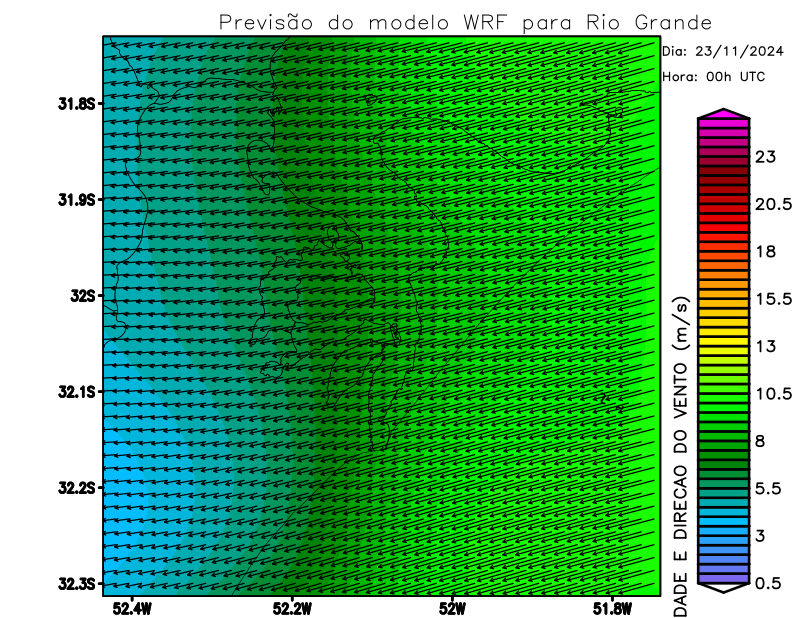 Previsão do modelo WRF para Rio Grande
Dia: 23/11/2024
Hora: 00h UTC
31.8S
31.9S
32S
32.1S
32.2S
32.3S
52.4W
52.2W
52W
51.8W
23
20.5
18
15.5
13
10.5
8
5.5
3
0.5
DADE E DIRECAO DO VENTO (m/s)